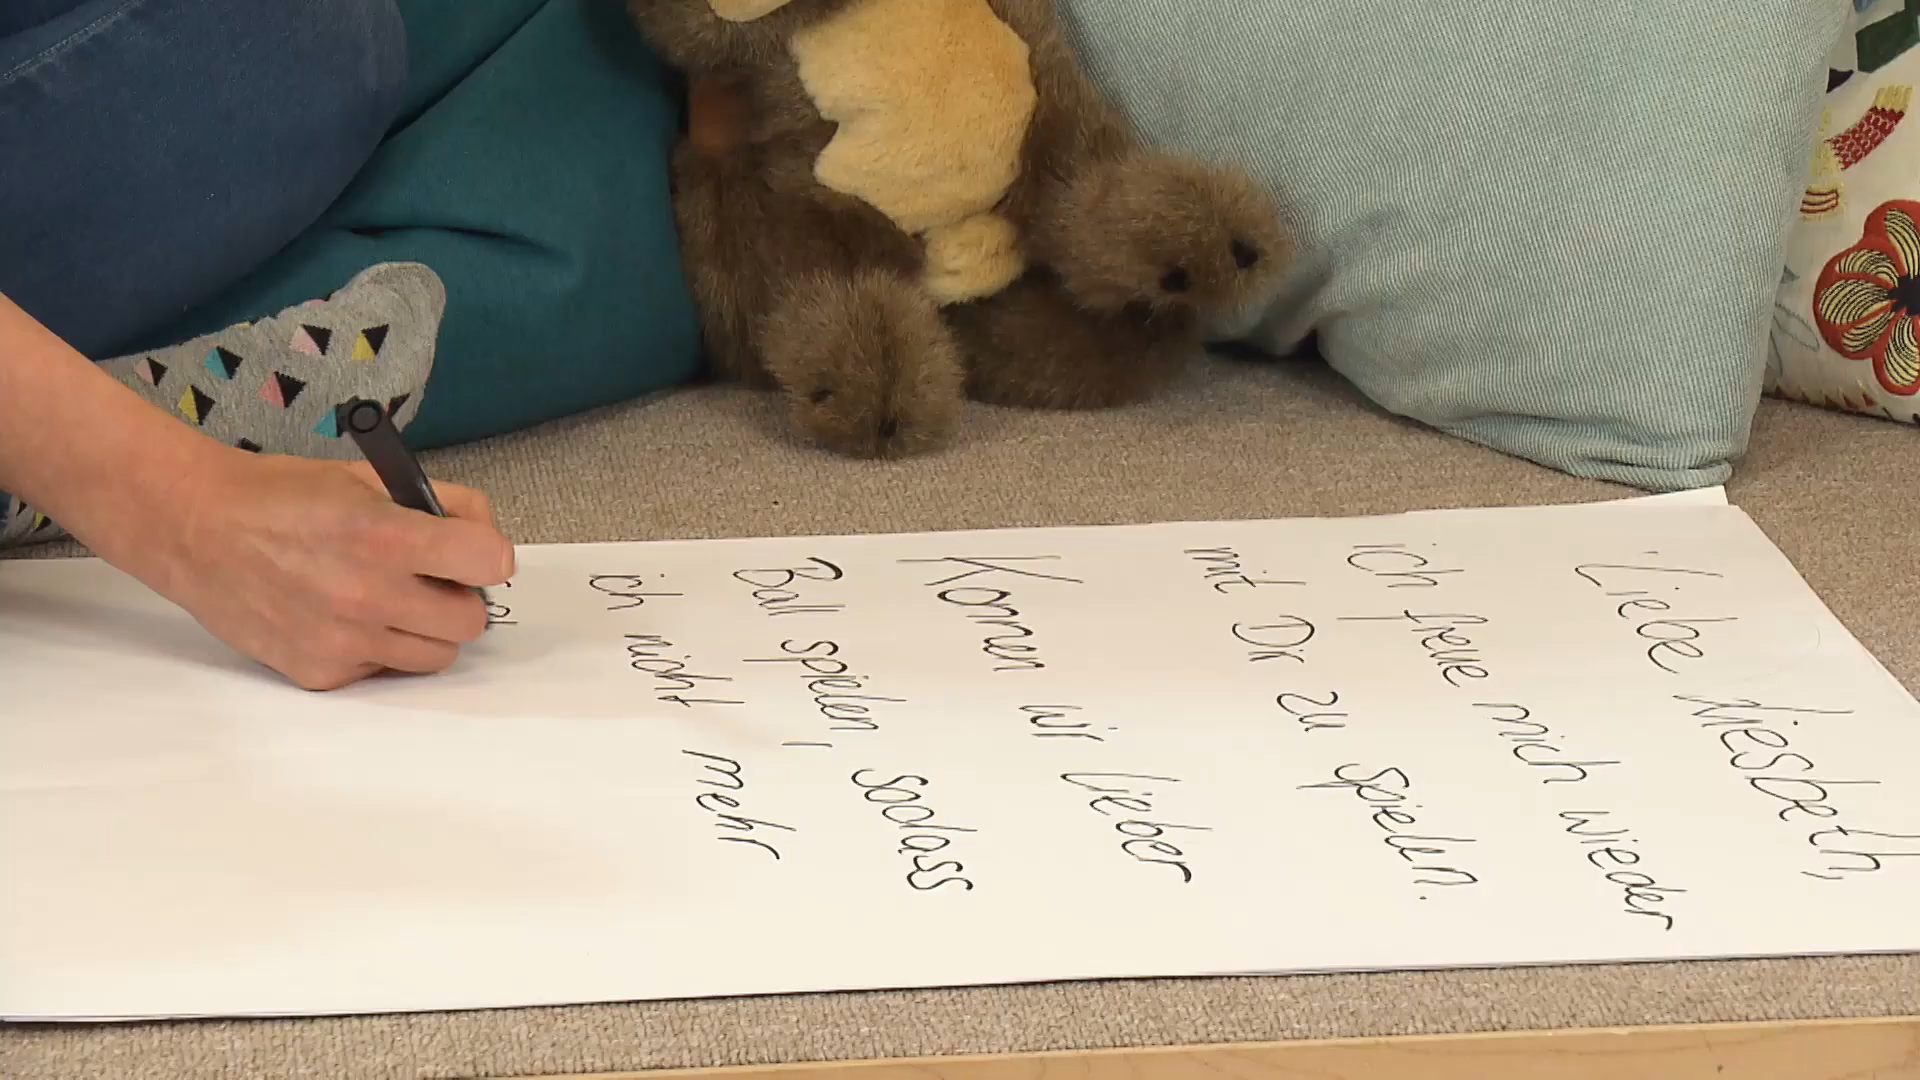 Liebe Liesbeth,
ich freue mich wieder
mit Dir zu spielen.
Können wir lieber
Ball spielen, sodass
ich nicht mehr